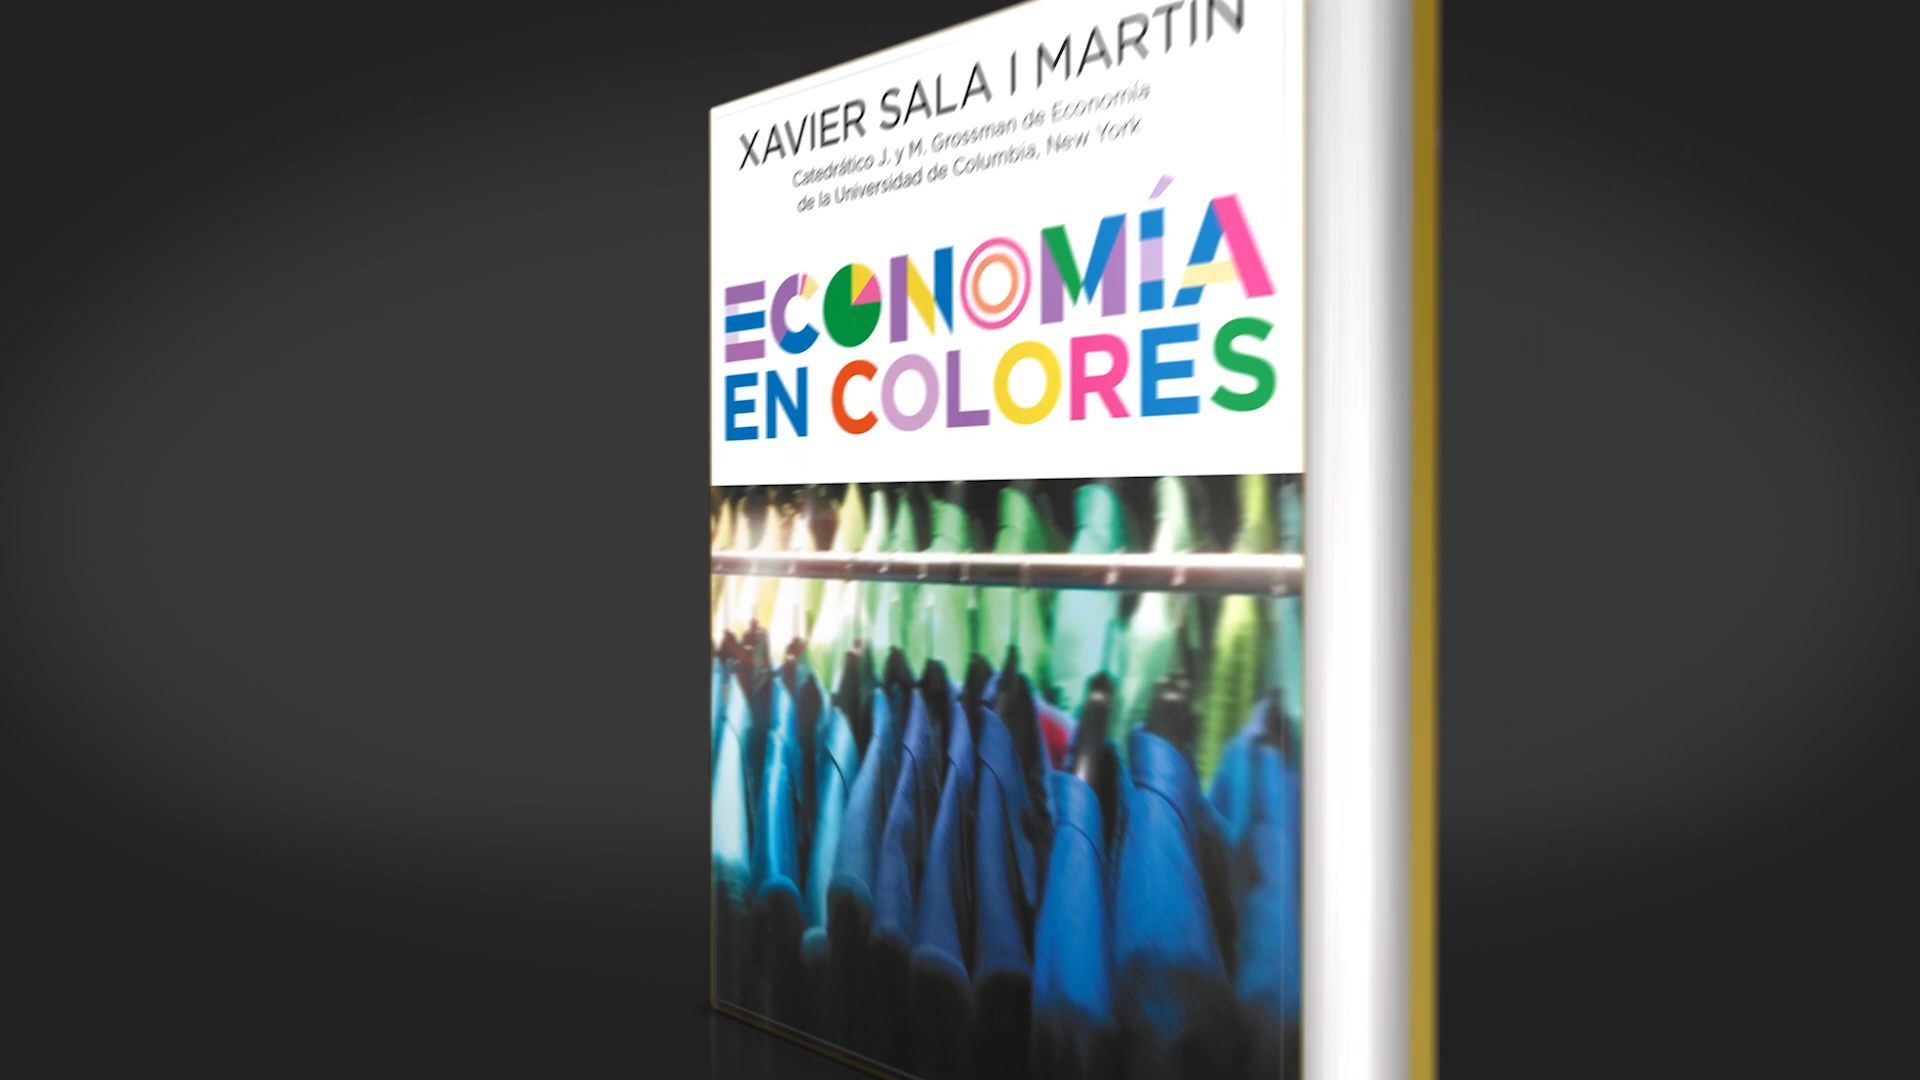 XAVIER SALA I MARTÍN
Catedrático J. y M. Grossman de Economía
de la Universidad de Columbia, New York
ECONOMÍA
EN COLORES